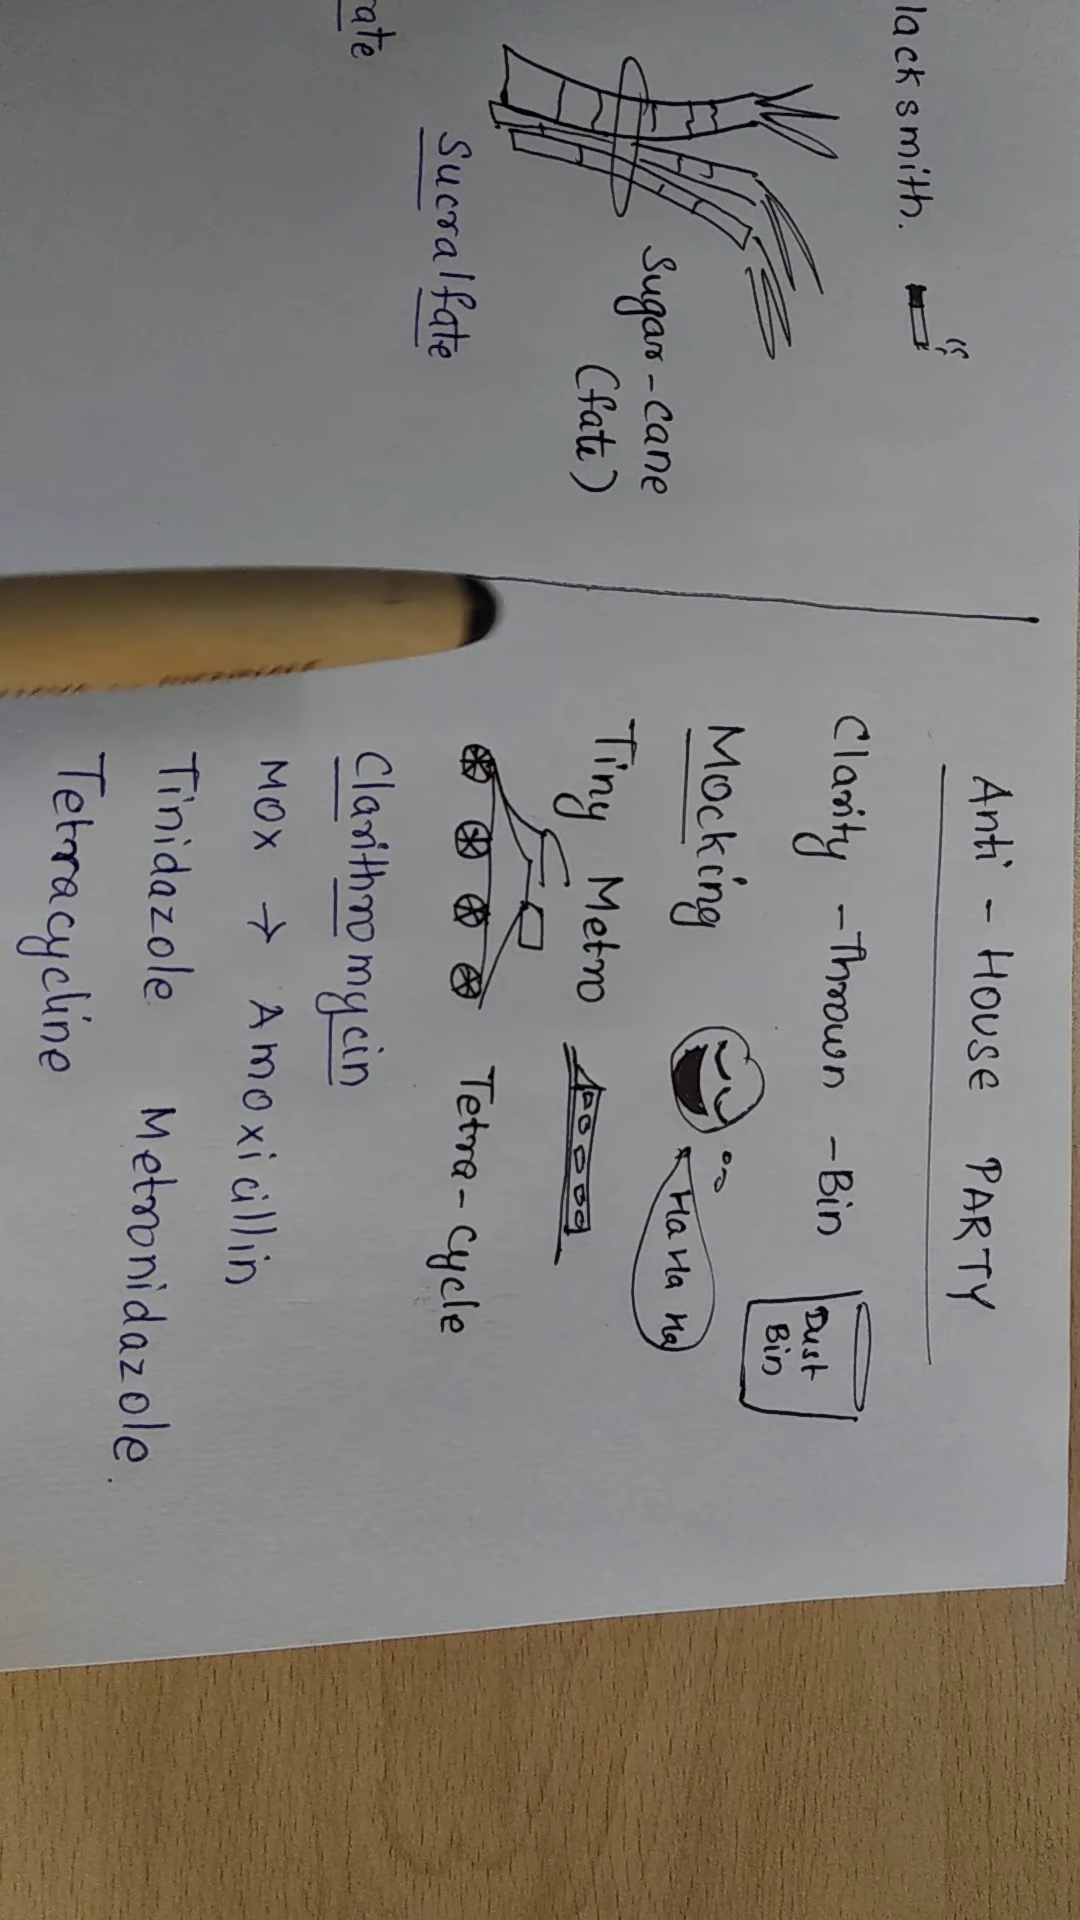 lacksmith.
Sugar-cane
(fate)
Sucralfate
ate
Anti - House PARTY
Clarity - Thrown - Bin
Dust
Bin
Mocking
Ha Ha Ha
Tiny Metro
Tetra-cycle
Clarithromycin
Mox → Amoxicillin
Tinidazole Metronidazole.
Tetracycline